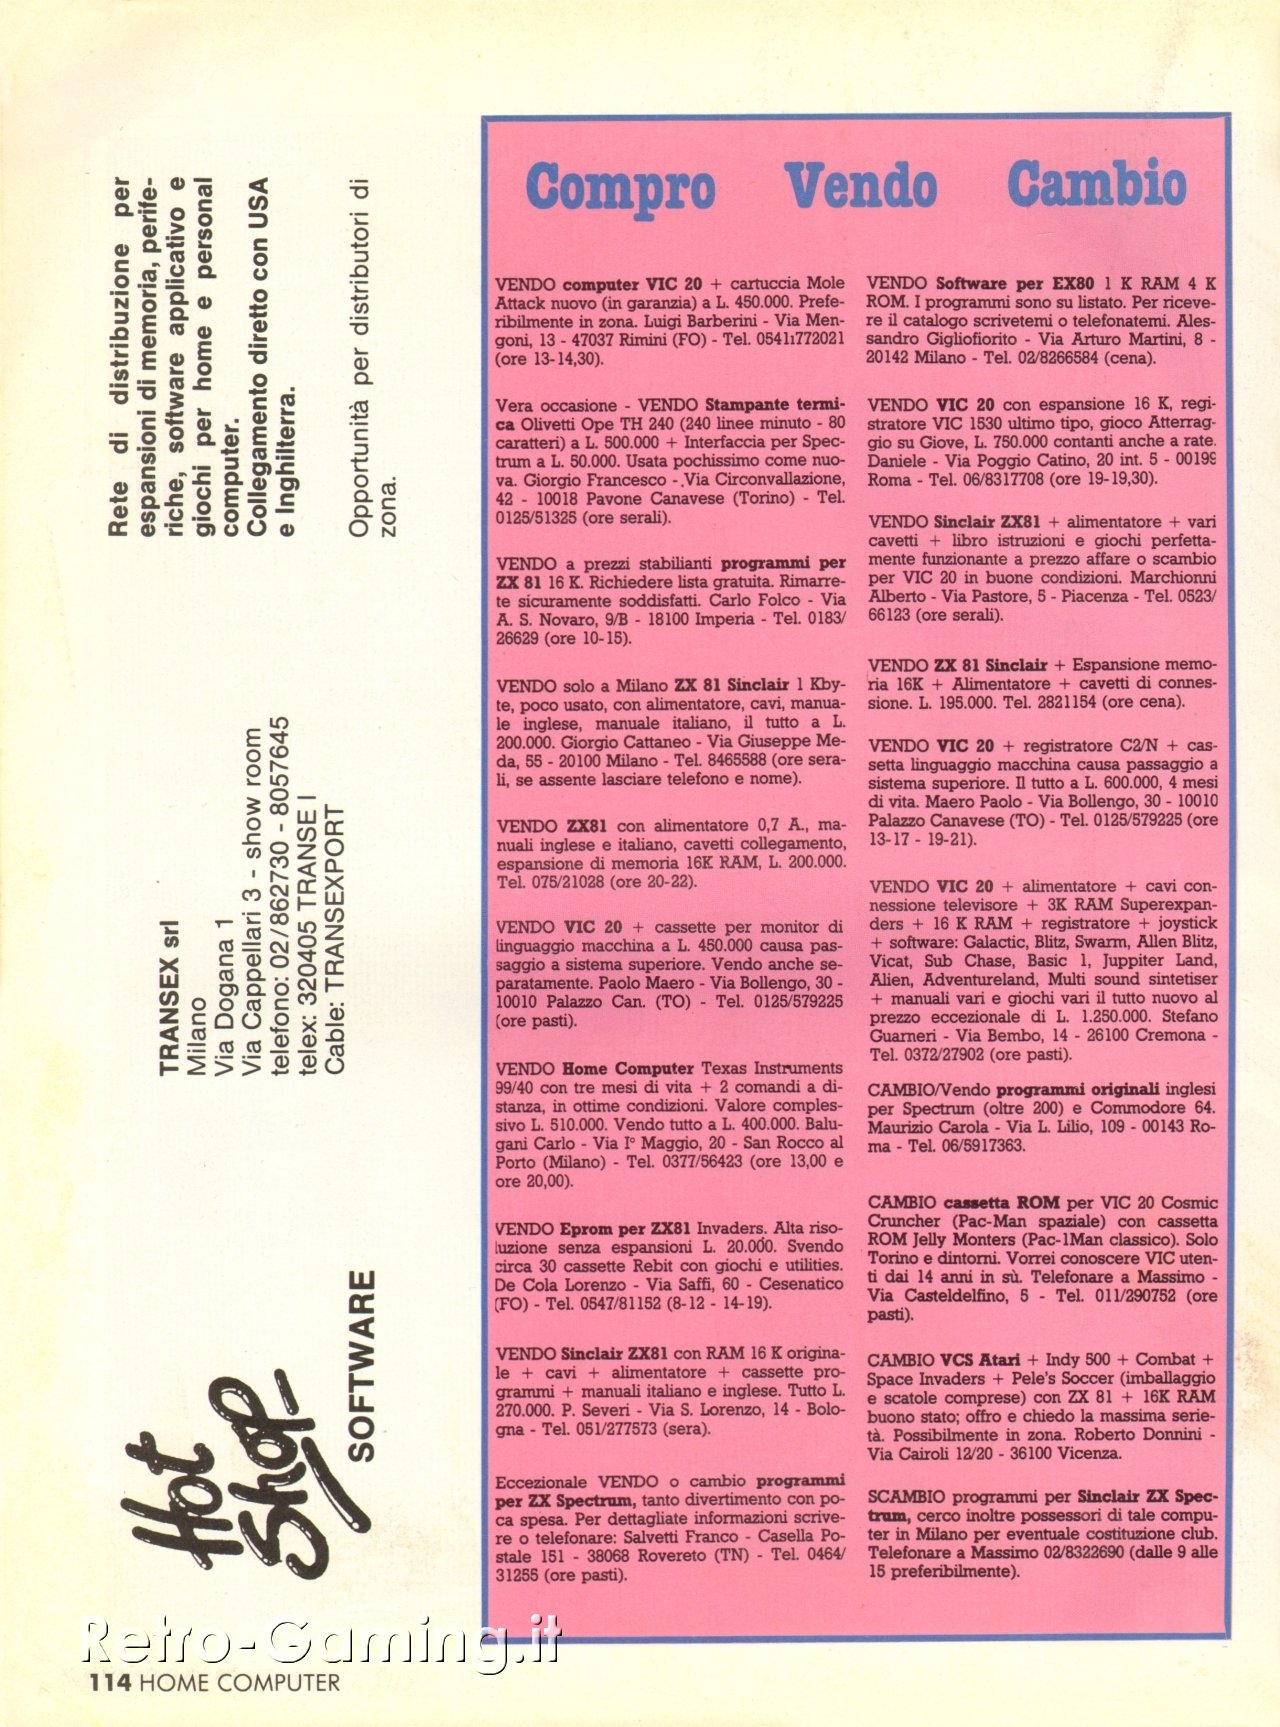 Rete di distribuzione per
espansioni di memoria, perife-
riche, software applicativo e
giochi per home e personal
computer.
Collegamento diretto con USA
e Inghilterra.
Opportunità per distributori di
zona.
TRANSEX srl
Milano
Via Dogana 1
Via Cappellari 3 - show room
telefono: 02/862730 - 8057645
telex: 320405 TRANSE I
Cable: TRANSEXPORT
Hot
Shop
SOFTWARE
Compro Vendo Cambio
VENDO computer VIC 20 + cartuccia Mole
Attack nuovo (in garanzia) a L. 450.000. Prefe-
ribilmente in zona. Luigi Barberini - Via Men-
goni, 13 - 47037 Rimini (FO) - Tel. 0541ı772021
(ore 13-14,30).
Vera occasione - VENDO Stampante termi-
ca Olivetti Ope TH 240 (240 linee minuto - 80
caratteri) a L. 500.000 + Interfaccia per Spec-
trum a L. 50.000. Usata pochissimo come nuo-
va. Giorgio Francesco - Via Circonvallazione,
42 - 10018 Pavone Canavese (Torino) - Tel.
0125/51325 (ore serali).
VENDO a prezzi stabilianti programmi per
ZX 81 16 K. Richiedere lista gratuita. Rimarre-
te sicuramente soddisfatti. Carlo Folco - Via
A. S. Novaro, 9/B - 18100 Imperia - Tel. 0183/
26629 (ore 10-15).
VENDO solo a Milano ZX 81 Sinclair 1 Kby-
te, poco usato, con alimentatore, cavi, manua-
le inglese, manuale italiano, il tutto a L.
200.000. Giorgio Cattaneo - Via Giuseppe Me-
da, 55 - 20100 Milano - Tel. 8465588 (ore sera-
li, se assente lasciare telefono e nome).
VENDO ZX81 con alimentatore 0,7 A., ma-
nuali inglese e italiano, cavetti collegamento,
espansione di memoria 16K RAM, L. 200.000.
Tel. 075/21028 (ore 20-22).
VENDO VIC 20 + cassette per monitor di
linguaggio macchina a L. 450.000 causa pas-
saggio a sistema superiore. Vendo anche se-
paratamente. Paolo Maero - Via Bollengo, 30 -
10010 Palazzo Can. (TO) - Tel. 0125/579225
(ore pasti).
VENDO Home Computer Texas Instruments
99/40 con tre mesi di vita + 2 comandi a di-
stanza, in ottime condizioni. Valore comples-
sivo L. 510.000. Vendo tutto a L. 400.000. Balu-
gani Carlo - Via I° Maggio, 20 - San Rocco al
Porto (Milano) - Tel. 0377/56423 (ore 13,00 e
ore 20,00).
VENDO Eprom per ZX81 Invaders. Alta riso-
luzione senza espansioni L. 20.000. Svendo
circa 30 cassette Rebit con giochi e utilities.
De Cola Lorenzo - Via Saffi, 60 - Cesenatico
(FO) - Tel. 0547/81152 (8-12 - 14-19).
VENDO Sinclair ZX81 con RAM 16 K origina-
le + cavi + alimentatore + cassette pro-
grammi + manuali italiano e inglese. Tutto L.
270.000. P. Severi - Via S. Lorenzo, 14 - Bolo-
gna - Tel. 051/277573 (sera).
Eccezionale VENDO o cambio programmi
per ZX Spectrum, tanto divertimento con po-
ca spesa. Per dettagliate informazioni scrive-
re o telefonare: Salvetti Franco - Casella Po-
stale 151 - 38068 Rovereto (TN) - Tel. 0464/
31255 (ore pasti).
VENDO Software per EX80 1 K RAM 4 K
ROM. I programmi sono su listato. Per riceve-
re il catalogo scrivetemi o telefonatemi. Ales-
sandro Gigliofiorito - Via Arturo Martini, 8 -
20142 Milano - Tel. 02/8266584 (cena).
VENDO VIC 20 con espansione 16 K, regi-
stratore VIC 1530 ultimo tipo, gioco Atterrag-
gio su Giove, L. 750.000 contanti anche a rate.
Daniele - Via Poggio Catino, 20 int. 5 - 00199
Roma - Tel. 06/8317708 (ore 19-19,30).
VENDO Sinclair ZX81 + alimentatore + vari
cavetti + libro istruzioni e giochi perfetta-
mente funzionante a prezzo affare o scambio
per VIC 20 in buone condizioni. Marchionni
Alberto - Via Pastore, 5 - Piacenza - Tel. 0523/
66123 (ore serali).
VENDO ZX 81 Sinclair + Espansione memo-
ria 16K + Alimentatore + cavetti di connes-
sione. L. 195.000. Tel. 2821154 (ore cena).
VENDO VIC 20 + registratore C2/N + cas-
setta linguaggio macchina causa passaggio a
sistema superiore. Il tutto a L. 600.000, 4 mesi
di vita. Maero Paolo - Via Bollengo, 30 - 10010
Palazzo Canavese (TO) - Tel. 0125/579225 (ore
13-17 - 19-21).
VENDO VIC 20 + alimentatore + cavi con-
nessione televisore + 3K RAM Superexpan-
ders + 16 K RAM + registratore + joystick
+ software: Galactic, Blitz, Swarm, Allen Blitz,
Vicat, Sub Chase, Basic 1, Juppiter Land,
Alien, Adventureland, Multi sound sintetiser
+ manuali vari e giochi vari il tutto nuovo al
prezzo eccezionale di L. 1.250.000. Stefano
Guarneri - Via Bembo, 14 - 26100 Cremona -
Tel. 0372/27902 (ore pasti).
CAMBIO/Vendo programmi originali inglesi
per Spectrum (oltre 200) e Commodore 64.
Maurizio Carola - Via L. Lilio, 109 - 00143 Ro-
ma - Tel. 06/5917363.
CAMBIO cassetta ROM per VIC 20 Cosmic
Cruncher (Pac-Man spaziale) con cassetta
ROM Jelly Monters (Pac-1Man classico). Solo
Torino e dintorni. Vorrei conoscere VIC uten-
ti dai 14 anni in sù. Telefonare a Massimo -
Via Casteldelfino, 5 - Tel. 011/290752 (ore
pasti).
CAMBIO VCS Atari + Indy 500 + Combat +
Space Invaders + Pele's Soccer (imballaggio
e scatole comprese) con ZX 81 + 16K RAM
buono stato; offro e chiedo la massima serie-
tà. Possibilmente in zona. Roberto Donnini -
Via Cairoli 12/20 - 36100 Vicenza.
SCAMBIO programmi per Sinclair ZX Spec-
trum, cerco inoltre possessori di tale compu-
ter in Milano per eventuale costituzione club.
Telefonare a Massimo 02/8322690 (dalle 9 alle
15 preferibilmente).
Retro-Gaming.it
114 HOME COMPUTER